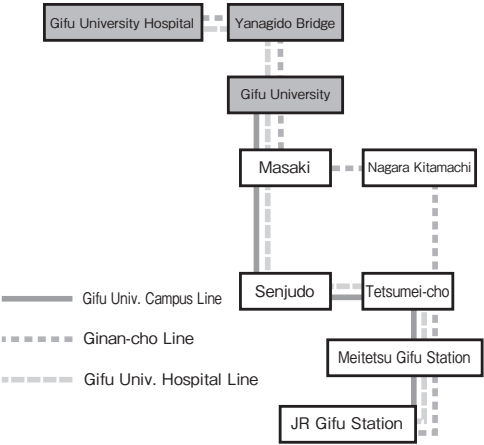 Gifu University Hospital
Yanagido Bridge
Gifu University
Masaki
Nagara Kitamachi
Senjudo
Tetsumei-cho
Gifu Univ. Campus Line
Ginan-cho Line
Meitetsu Gifu Station
Gifu Univ. Hospital Line
JR Gifu Station